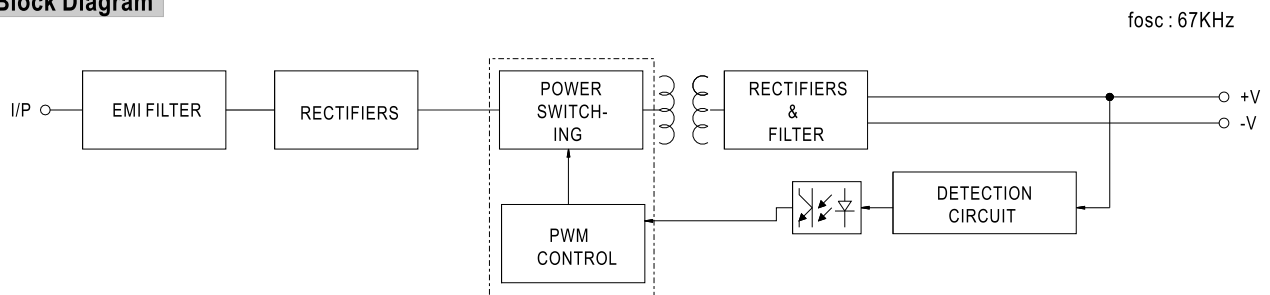 Block Diagram
fosc : 67KHz
I/P
EMI FILTER
RECTIFIERS
POWER
SWITCH-
ING
RECTIFIERS
&
FILTER
+V
-V
PWM
CONTROL
DETECTION
CIRCUIT